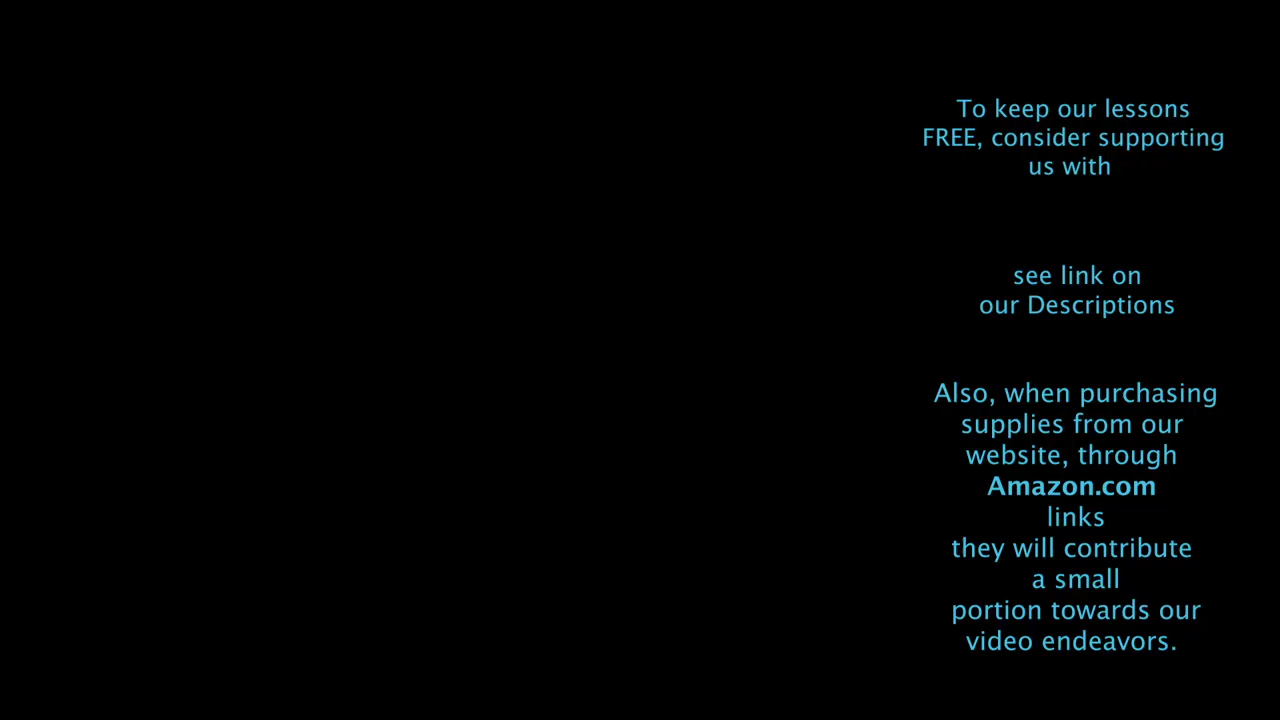 To keep our lessons
FREE, consider supporting
us with
see link on
our Descriptions
Also, when purchasing
supplies from our
website, through
Amazon.com
links
they will contribute
a small
portion towards our
video endeavors.